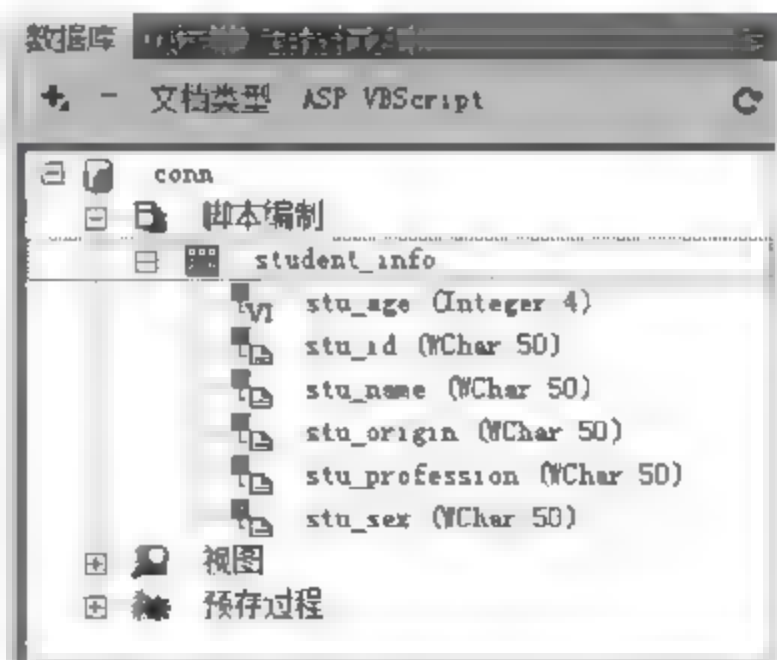 数据库
文档类型 ASP VBScript
conn
脚本编制
student_info
stu_age (Integer 4)
stu_id (WChar 50)
stu_name (WChar 50)
stu_origin (WChar 50)
stu_profession (WChar 50)
stu_sex (WChar 50)
视图
预存过程